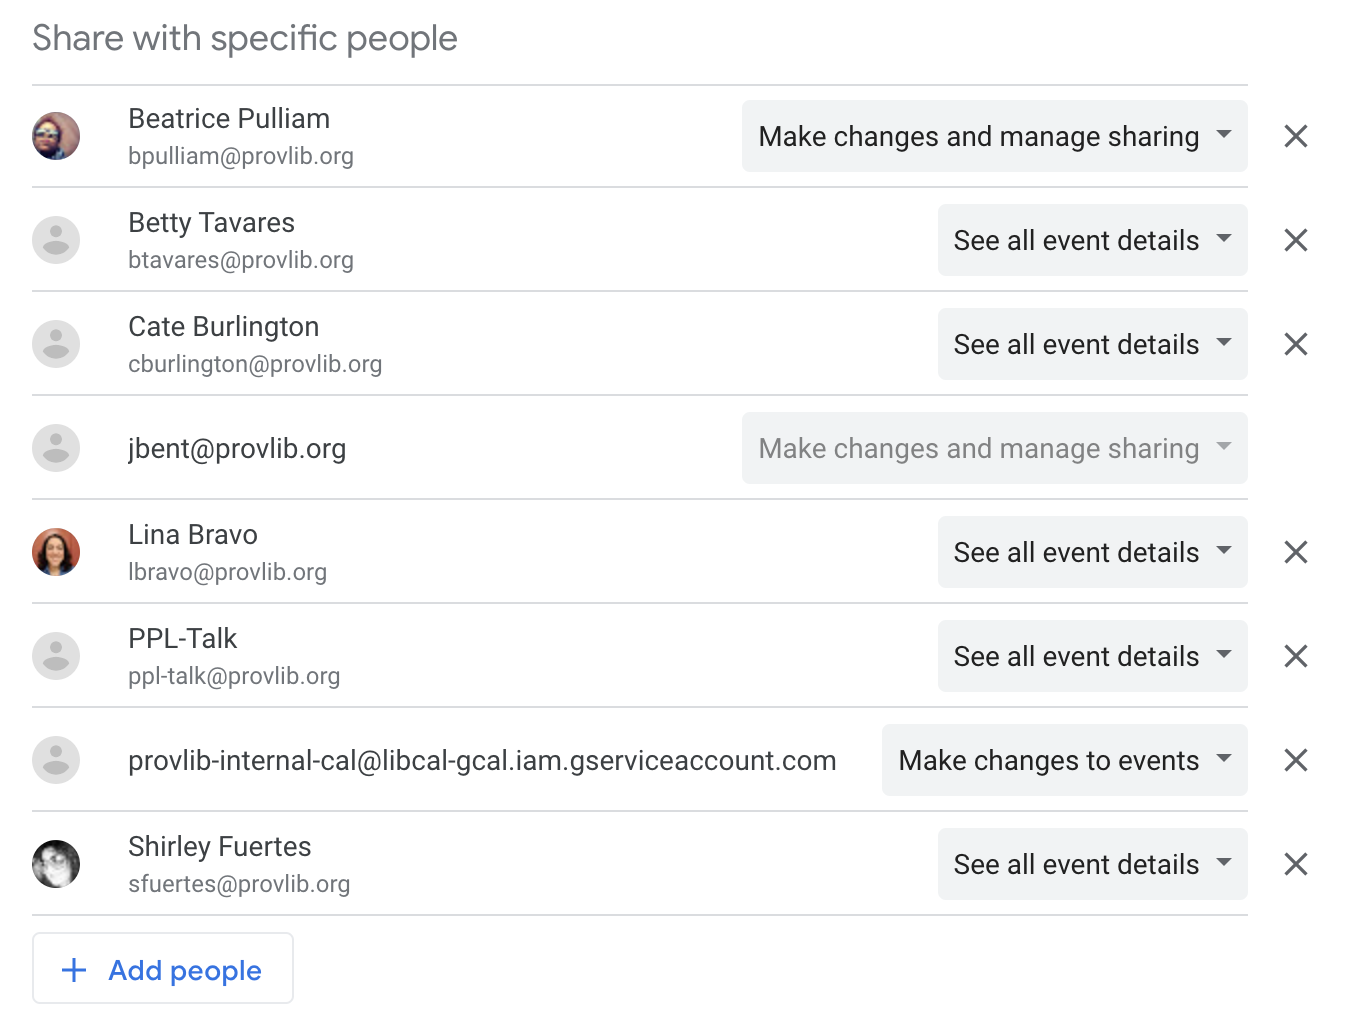 Share with specific people
Beatrice Pulliam
bpulliam@provlib.org
Make changes and manage sharing
Betty Tavares
btavares@provlib.org
See all event details
Cate Burlington
cburlington@provlib.org
See all event details
jbent@provlib.org
Make changes and manage sharing
Lina Bravo
lbravo@provlib.org
See all event details
PPL-Talk
ppl-talk@provlib.org
See all event details
provlib-internal-cal@libcal-gcal.iam.gserviceaccount.com
Make changes to events
Shirley Fuertes
sfuertes@provlib.org
See all event details
Add people